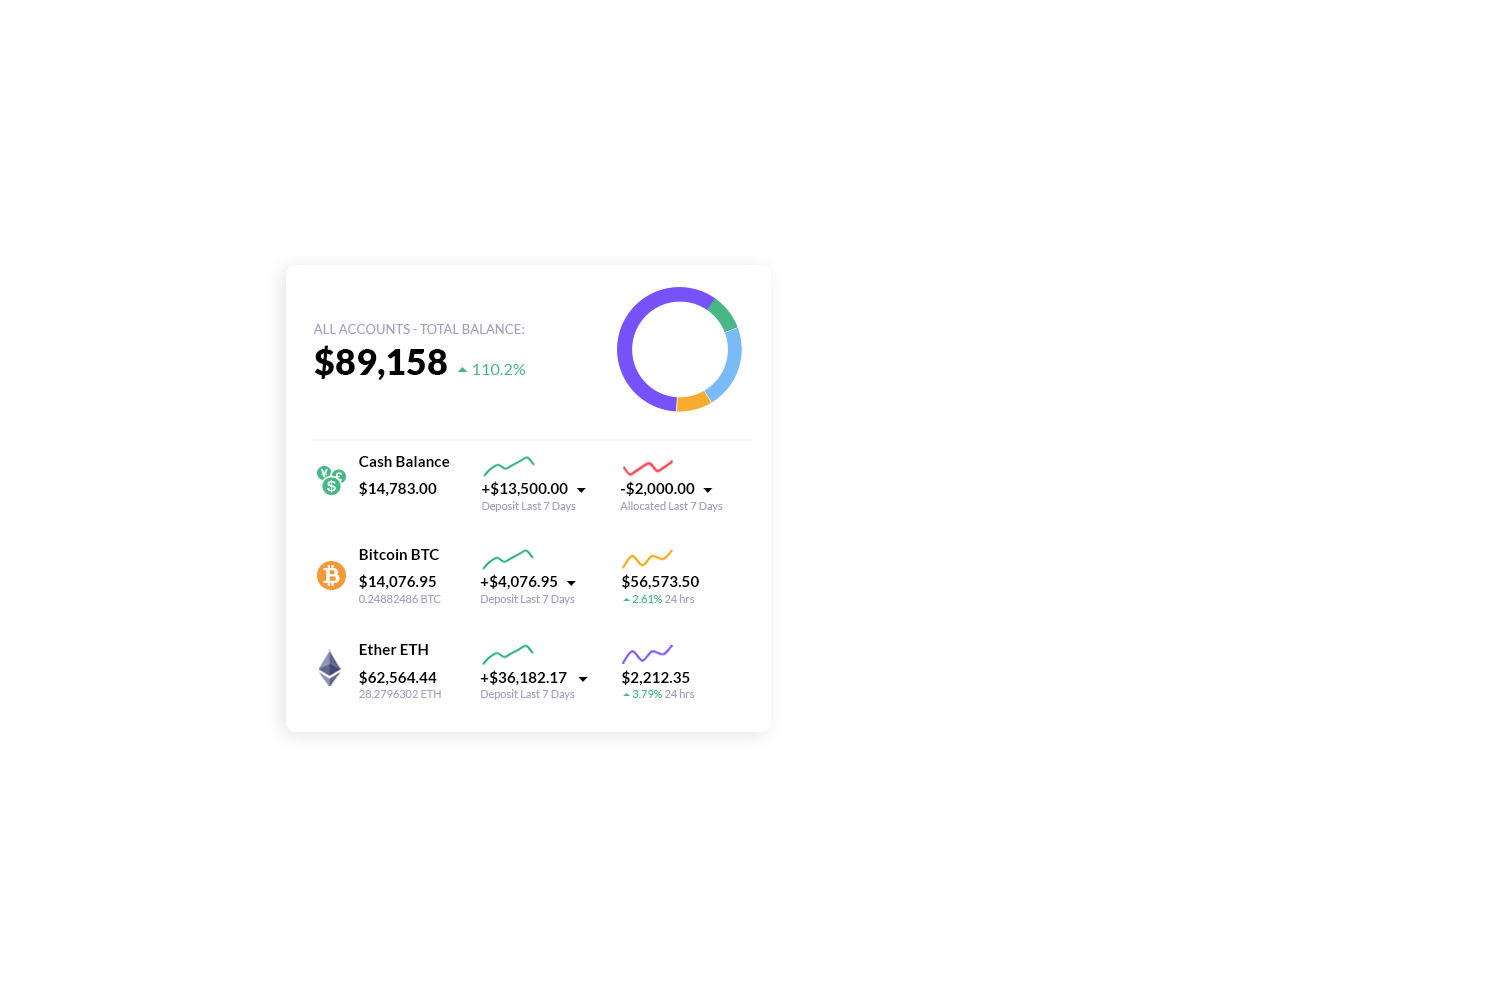 ALL ACCOUNTS - TOTAL BALANCE:
$89,158 110.2%
Cash Balance
$14,783.00 +$13,500.00 -$2,000.00
Deposit Last 7 Days Allocated Last 7 Days
Bitcoin BTC
$14,076.95 +$4,076.95 $56,573.50
0.24882486 BTC Deposit Last 7 Days 2.61% 24 hrs
Ether ETH
$62,564.44 +$36,182.17 $2,212.35
28.2796302 ETH Deposit Last 7 Days 3.79% 24 hrs